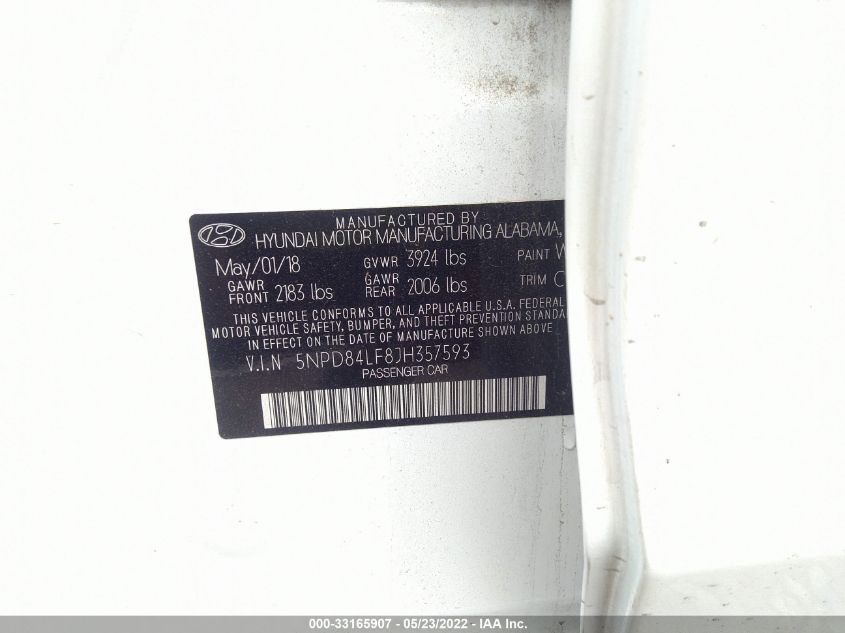 MANUFACTURED BY
HYUNDAI MOTOR MANUFACTURING ALABAMA,
May/01/18 GVWR 3924 lbs PAINT W
GAWR FRONT 2183 lbs GAWR REAR 2006 lbs TRIM C
THIS VEHICLE CONFORMS TO ALL APPLICABLE U.S.A. FEDERAL
MOTOR VEHICLE SAFETY, BUMPER, AND THEFT PREVENTION STANDA
IN EFFECT ON THE DATE OF MANUFACTURE SHOWN ABOVE
V.I.N 5NPD84LF8JH357593
PASSENGER CAR
000-33165907 - 05/23/2022 - IAA Inc.